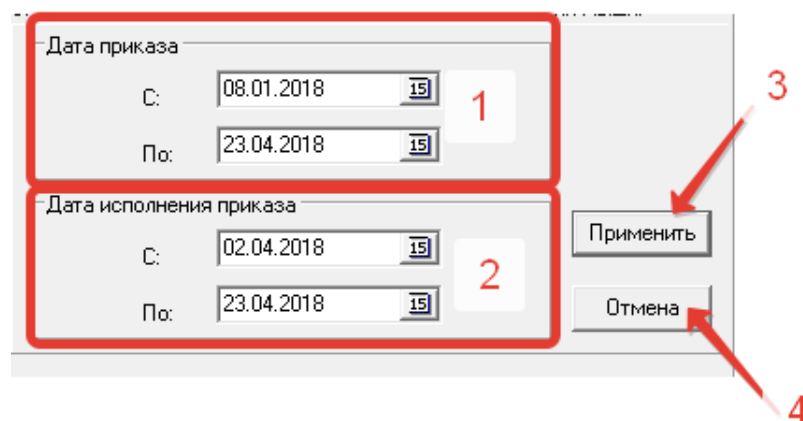 Дата приказа
С: 08.01.2018 15
1
По: 23.04.2018 15
3
Дата исполнения приказа
С: 02.04.2018 15
2
По: 23.04.2018 15
Применить
Отмена
4